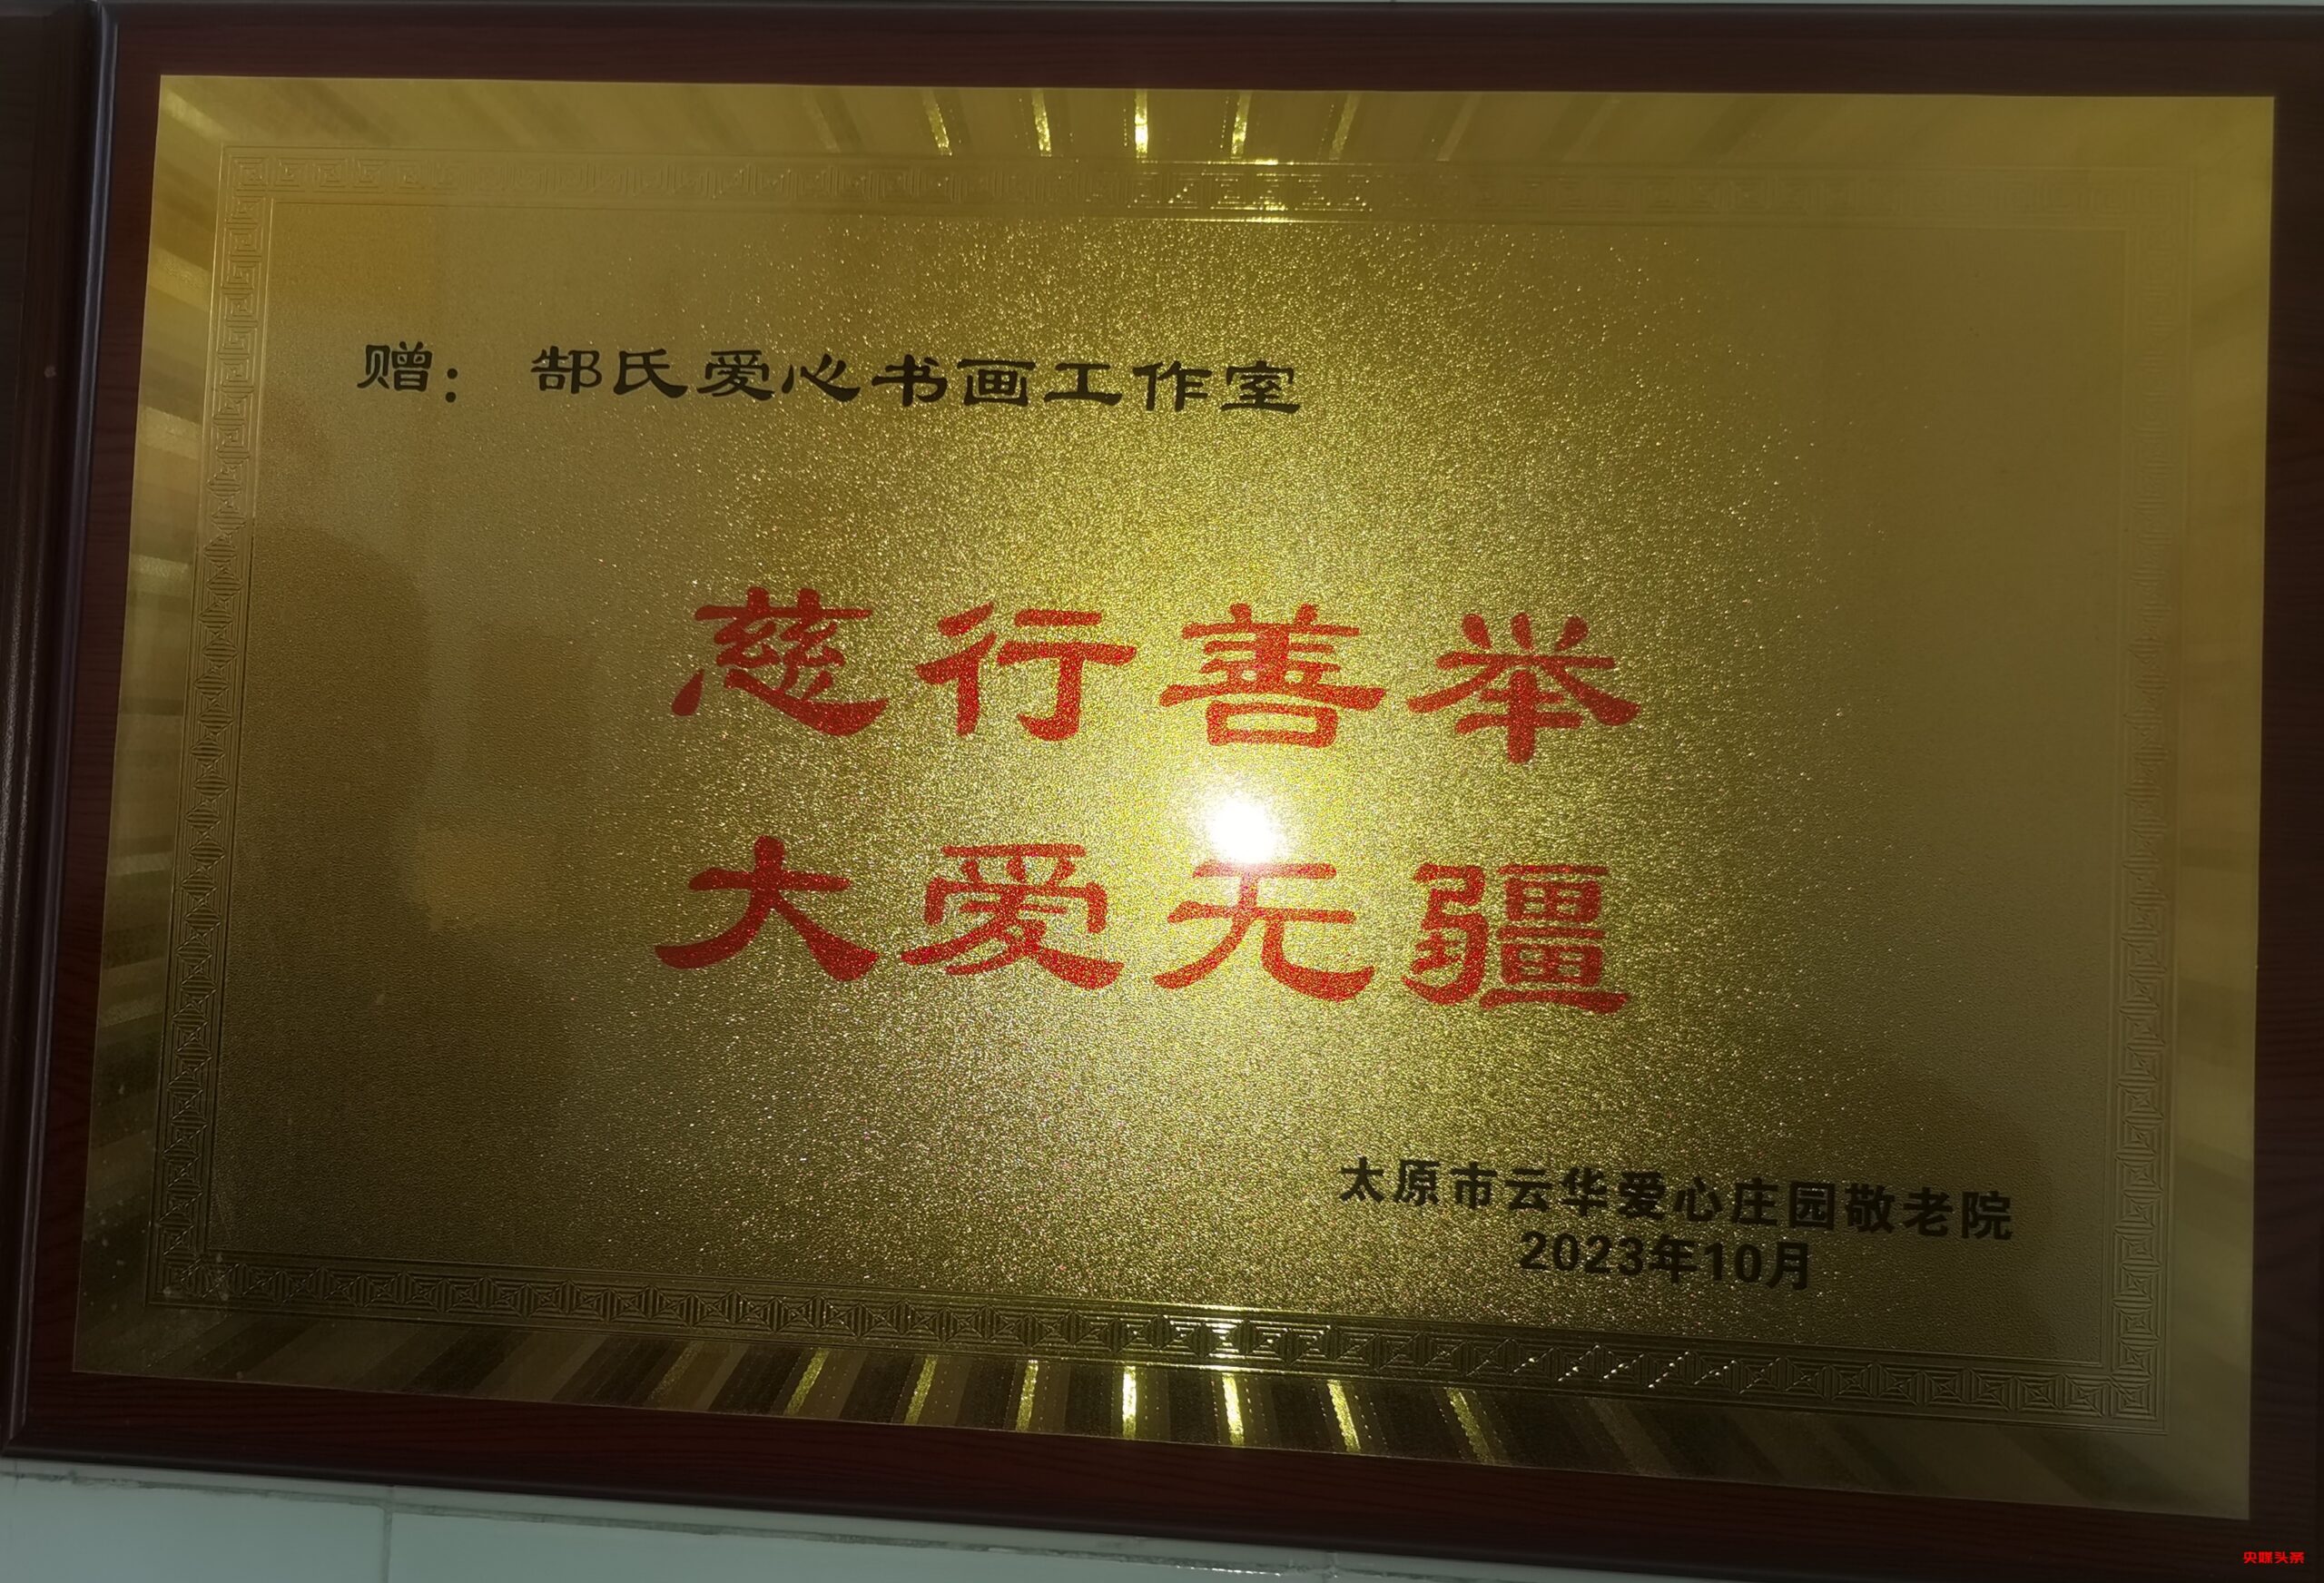 赠：郜氏爱心书画工作室
慈行善举
大爱无疆
太原市云华爱心庄园敬老院
2023年10月
央媒头条